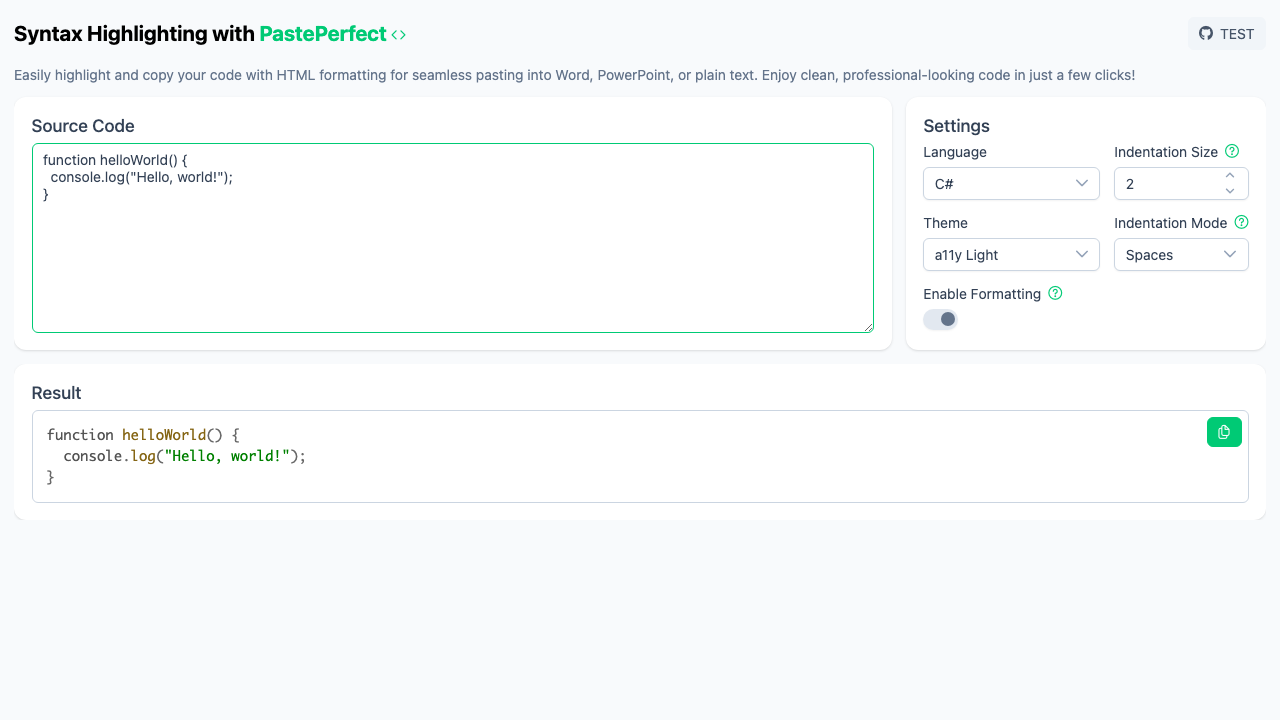 Syntax Highlighting with PastePerfect <>
TEST
Easily highlight and copy your code with HTML formatting for seamless pasting into Word, PowerPoint, or plain text. Enjoy clean, professional-looking code in just a few clicks!
Source Code
function helloWorld() {
  console.log("Hello, world!");
}
Settings
Language
Indentation Size
C#
2
Theme
Indentation Mode
a11y Light
Spaces
Enable Formatting
Result
function helloWorld() {
  console.log("Hello, world!");
}